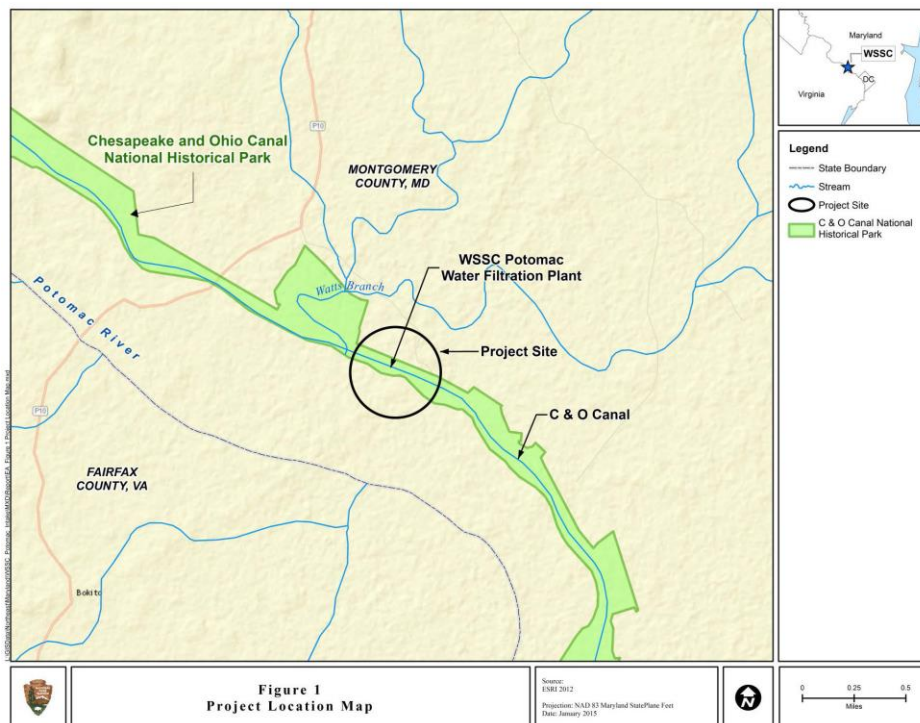 P10
Chesapeake and Ohio Canal
National Historical Park
MONTGOMERY
COUNTY, MD
WSSC Potomac
Water Filtration Plant
Watts Branch
Potomac River
Project Site
P10
C & O Canal
FAIRFAX
COUNTY, VA
Maryland
WSSC
DC
Virginia
Legend
State Boundary
Stream
Project Site
C & O Canal National
Historical Park
Figure 1
Project Location Map
Source:
ESRI 2012
Projection: NAD 83 Maryland StatePlane Feet
Date: January 2015
N
0 0.25 0.5
Miles